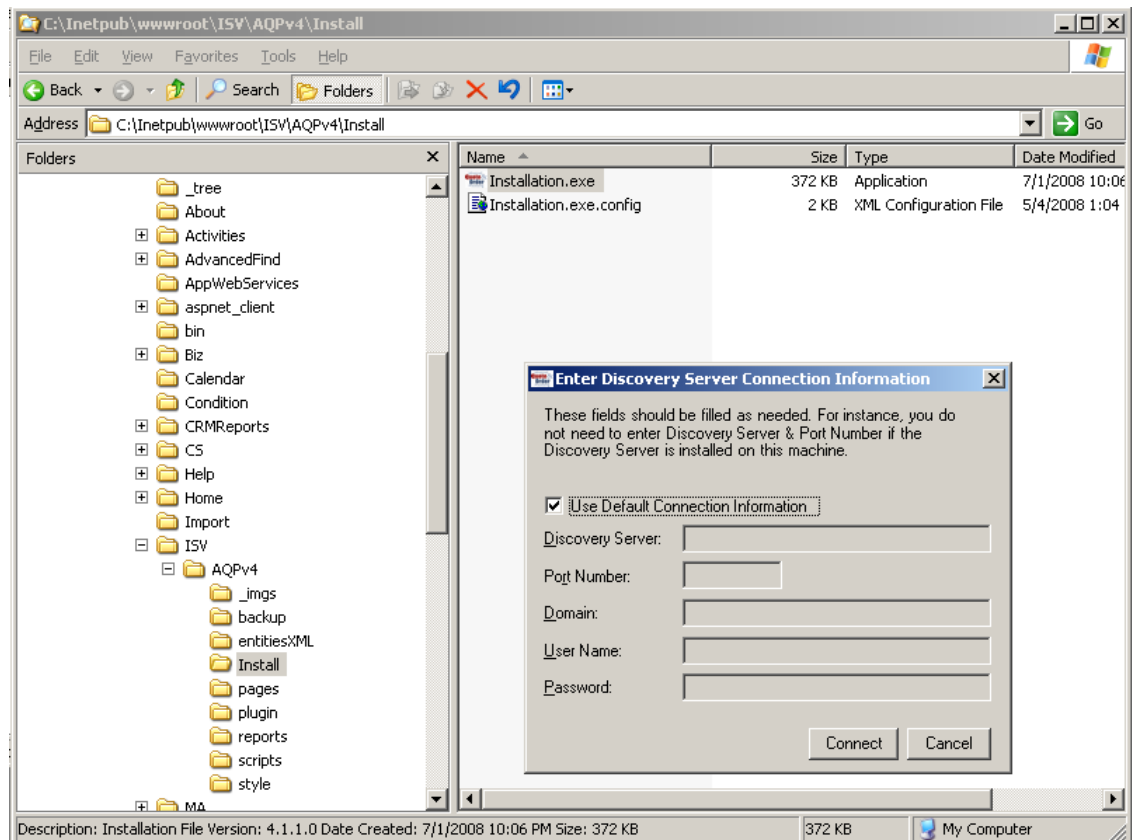 C:\Inetpub\wwwroot\ISV\AQPv4\Install
File Edit View Favorites Tools Help
Back Search Folders
Address C:\Inetpub\wwwroot\ISV\AQPv4\Install Go
Folders
Name Size Type Date Modified
_tree
About
Activities
AdvancedFind
AppWebServices
aspnet_client
bin
Biz
Calendar
Condition
CRMReports
CS
Help
Home
Import
ISV
AQPv4
_imgs
backup
entitiesXML
Install
pages
plugin
reports
scripts
style
MA
Installation.exe 372 KB Application 7/1/2008 10:06
Installation.exe.config 2 KB XML Configuration File 5/4/2008 1:04
Enter Discovery Server Connection Information
These fields should be filled as needed. For instance, you do
not need to enter Discovery Server & Port Number if the
Discovery Server is installed on this machine.
Use Default Connection Information
Discovery Server:
Port Number:
Domain:
User Name:
Password:
Connect Cancel
Description: Installation File Version: 4.1.1.0 Date Created: 7/1/2008 10:06 PM Size: 372 KB 372 KB My Computer